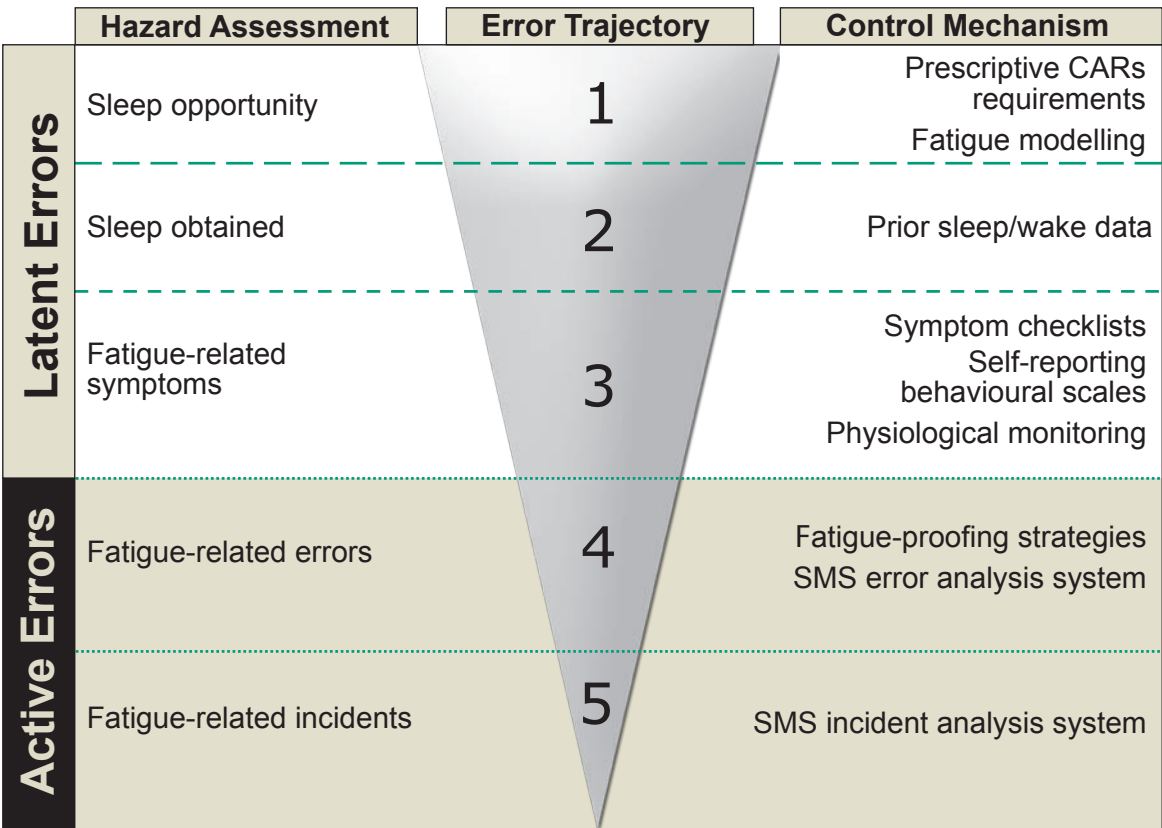 Hazard Assessment
Error Trajectory
Control Mechanism
Latent Errors
Sleep opportunity
1
Prescriptive CARs
requirements
Fatigue modelling
Sleep obtained
2
Prior sleep/wake data
Fatigue-related
symptoms
3
Symptom checklists
Self-reporting
behavioural scales
Physiological monitoring
Active Errors
Fatigue-related errors
4
Fatigue-proofing strategies
SMS error analysis system
Fatigue-related incidents
5
SMS incident analysis system